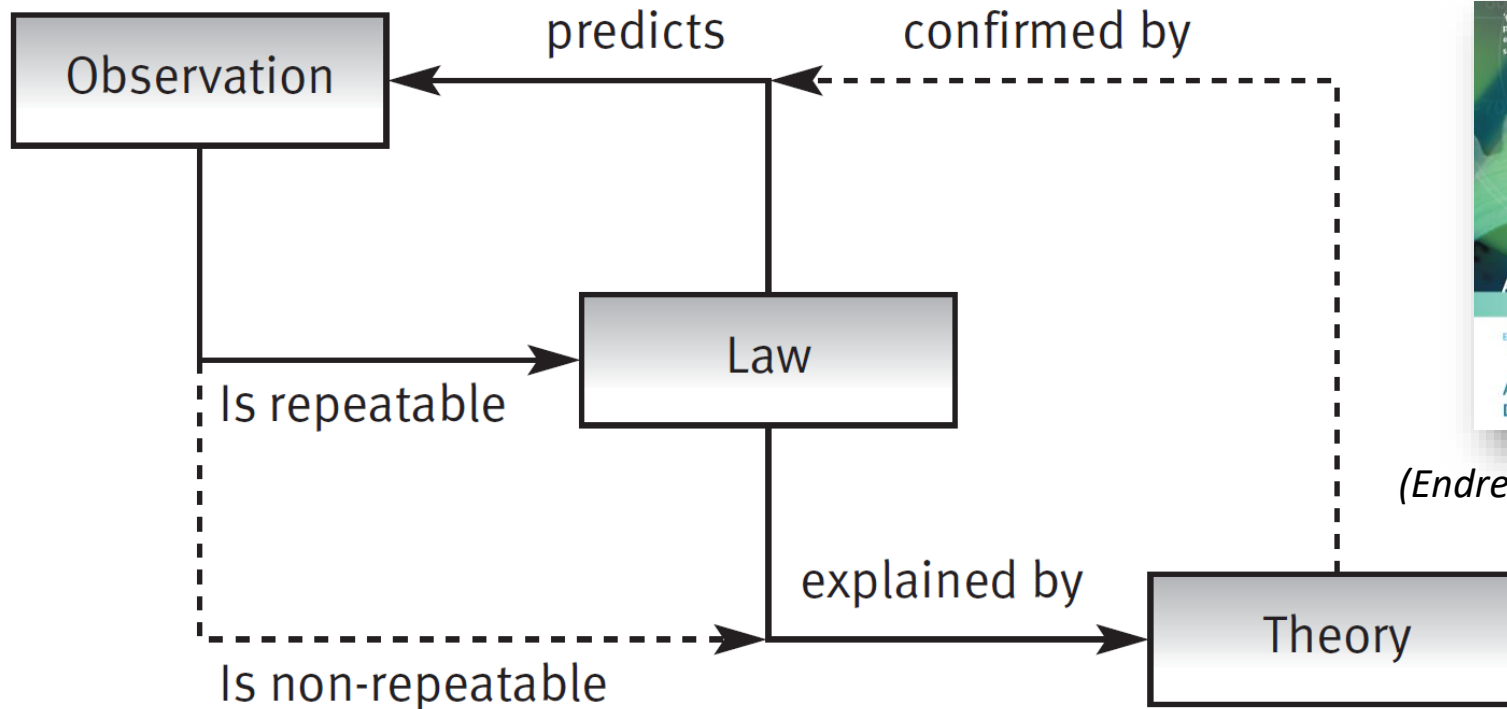 predicts
confirmed by
Observation
Law
Is repeatable
(Endre
explained by
Theory
Is non-repeatable